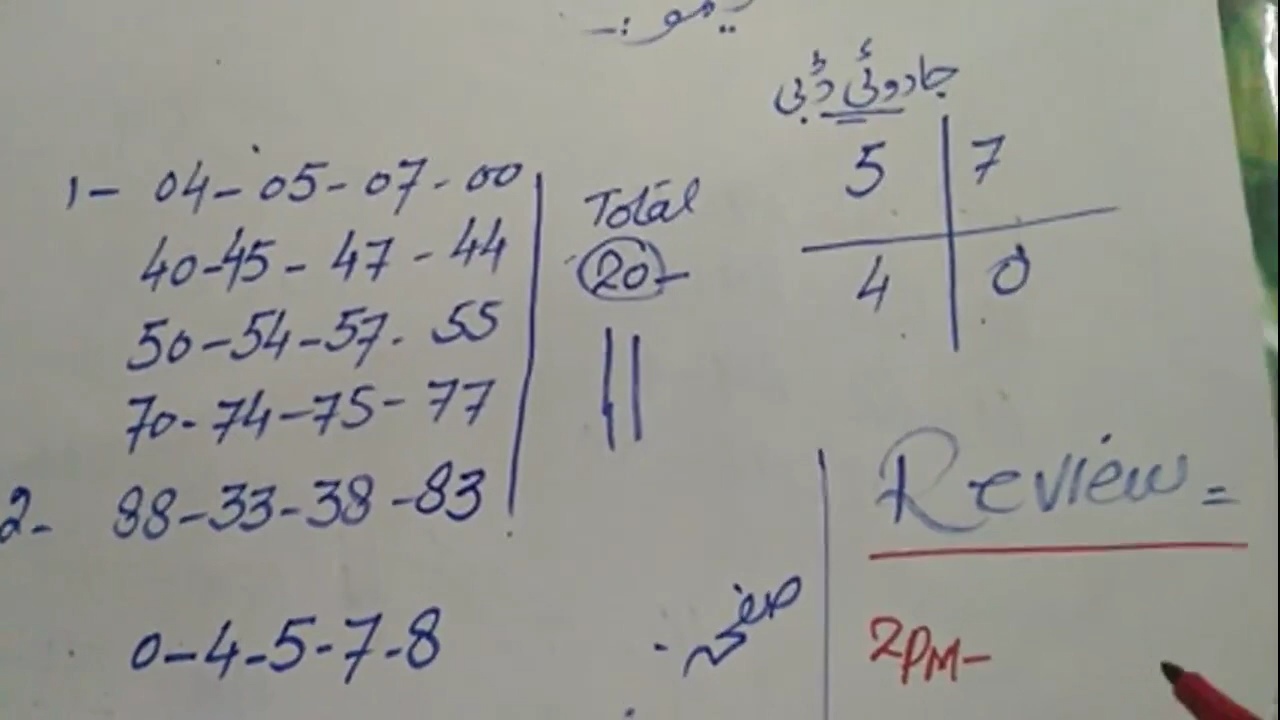 جادوئی ڈبی
5 7
4 0
1- 04-05-07-00
40-45-47-44
50-54-57-55
70-74-75-77
2- 88-33-38-83
Total
20
0-4-5-7-8
Review=
2PM-